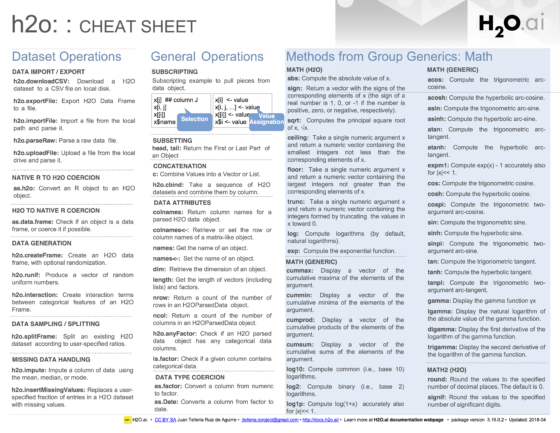 h2o: : CHEAT SHEET
H2O.ai
Dataset Operations
DATA IMPORT / EXPORT
h2o.downloadCSV: Download a H2O
dataset to a CSV file on local disk.
h2o.exportFile: Export H2O Data Frame
to a file.
h2o.importFile: Import a file from the local
path and parse it.
h2o.parseRaw: Parse a raw data file.
h2o.uploadFile: Upload a file from the local
drive and parse it.
NATIVE R TO H2O COERCION
as.h2o: Convert an R object to an H2O
object.
H2O TO NATIVE R COERCION
as.data.frame: Check if an object is a data
frame, or coerce it if possible.
DATA GENERATION
h2o.createFrame: Create an H2O data
frame, with optional randomization.
h2o.runif: Produce a vector of random
uniform numbers.
h2o.interaction: Create interaction terms
between categorical features of an H2O
Frame.
DATA SAMPLING / SPLITTING
h2o.splitFrame: Split an existing H2O
dataset according to user-specified ratios.
MISSING DATA HANDLING
h2o.impute: Impute a column of data using
the mean, median, or mode.
h2o.insertMissingValues: Replaces a user-
specified fraction of entries in a H2O dataset
with missing values.
General Operations
SUBSCRIPTING
Subscripting example to pull pieces from
data object.
x[j] ## column J
x[i, j]
x[[i]]
x$name
Selection
x[i] <- value
x[i, j, ...] <- value
x[[i]] <- value
x$i <- value
Value
Assignation
SUBSETTING
head, tail: Return the First or Last Part of
an Object
CONCATENATION
c: Combine Values into a Vector or List.
h2o.cbind: Take a sequence of H2O
datasets and combine them by column.
DATA ATTRIBUTES
colnames: Return column names for a
parsed H2O data object.
colnames<-: Retrieve or set the row or
column names of a matrix-like object.
names: Get the name of an object.
names<-: Set the name of an object.
dim: Retrieve the dimension of an object.
length: Get the length of vectors (including
lists) and factors.
nrow: Return a count of the number of
rows in an H2OParsedData object.
ncol: Return a count of the number of
columns in an H2OParsedData object.
h2o.anyFactor: Check if an H2O parsed
data object has any categorical data
columns.
is.factor: Check if a given column contains
categorical data.
DATA TYPE COERCION
as.factor: Convert a column from numeric
to factor.
as.Date: Converts a column from factor to
date.
Methods from Group Generics: Math
MATH (H2O)
abs: Compute the absolute value of x.
sign: Return a vector with the signs of the
corresponding elements of x (the sign of a
real number is 1, 0, or -1 if the number is
positive, zero, or negative, respectively).
sqrt: Computes the principal square root
of x, √x.
ceiling: Take a single numeric argument x
and return a numeric vector containing the
smallest integers not less than the
corresponding elements of x.
floor: Take a single numeric argument x
and return a numeric vector containing the
largest integers not greater than the
corresponding elements of x.
trunc: Take a single numeric argument x
and return a numeric vector containing the
integers formed by truncating the values in
x toward 0.
log: Compute logarithms (by default,
natural logarithms).
exp: Compute the exponential function.
MATH (GENERIC)
cummax: Display a vector of the
cumulative maxima of the elements of the
argument.
cummin: Display a vector of the
cumulative minima of the elements of the
argument.
cumprod: Display a vector of the
cumulative products of the elements of the
argument.
cumsum: Display a vector of the
cumulative sums of the elements of the
argument.
log10: Compute common (i.e., base 10)
logarithms.
log2: Compute binary (i.e., base 2)
logarithms.
log1p: Compute log(1+x) accurately also
for |x|<< 1.
MATH (GENERIC)
acos: Compute the trigonometric arc-
cosine.
acosh: Compute the hyperbolic arc-cosine.
asin: Compute the trigonometric arc-sine.
asinh: Compute the hyperbolic arc-sine.
atan: Compute the trigonometric arc-
tangent.
atanh: Compute the hyperbolic arc-
tangent.
expm1: Compute exp(x) - 1 accurately also
for |x|<< 1.
cos: Compute the trigonometric cosine.
cosh: Compute the hyperbolic cosine.
cospi: Compute the trigonometric two-
argument arc-cosine.
sin: Compute the trigonometric sine.
sinh: Compute the hyperbolic sine.
sinpi: Compute the trigonometric two-
argument arc-sine.
tan: Compute the trigonometric tangent.
tanh: Compute the hyperbolic tangent.
tanpi: Compute the trigonometric two-
argument arc-tangent.
gamma: Display the gamma function γx
lgamma: Display the natural logarithm of
the absolute value of the gamma function.
digamma: Display the first derivative of the
logarithm of the gamma function.
trigamma: Display the second derivative of
the logarithm of the gamma function.
MATH2 (H2O)
round: Round the values to the specified
number of decimal places. The default is 0.
signif: Round the values to the specified
number of significant digits.
H2O.ai • CC BY SA Juan Telleria Ruiz de Aguirre • • http://docs.h2o.ai/ • Learn more at H2O.ai documentation webpage • package version 3.18.0.2 • Updated: 2018-04